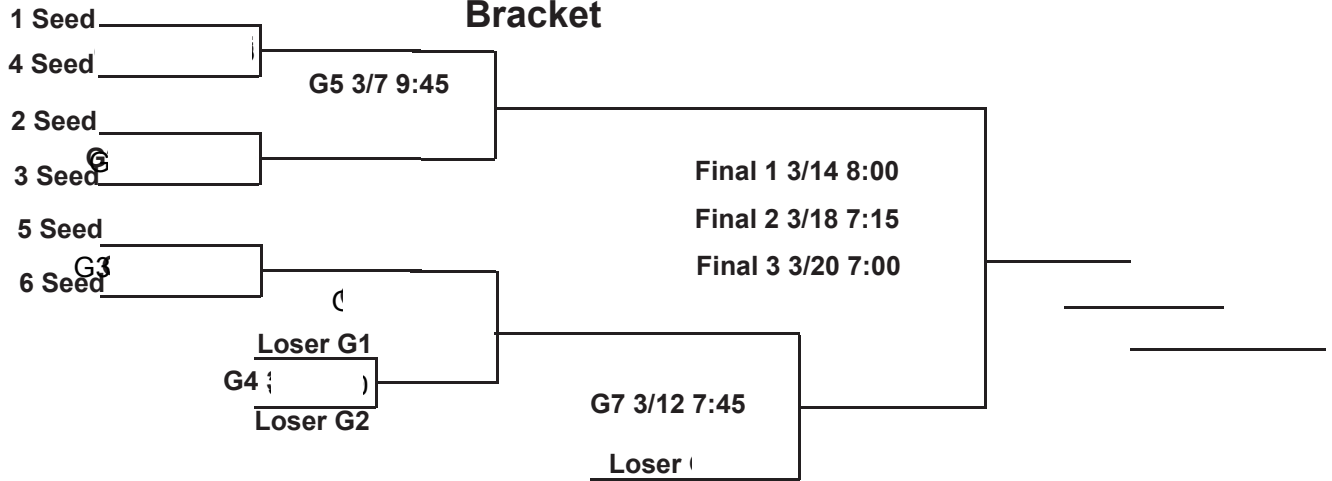 Bracket
1 Seed
4 Seed
G5 3/7 9:45
2 Seed
3 Seed
Final 1 3/14 8:00
Final 2 3/18 7:15
Final 3 3/20 7:00
5 Seed
G3
6 Seed
Loser G1
G4
Loser G2
G7 3/12 7:45
Loser